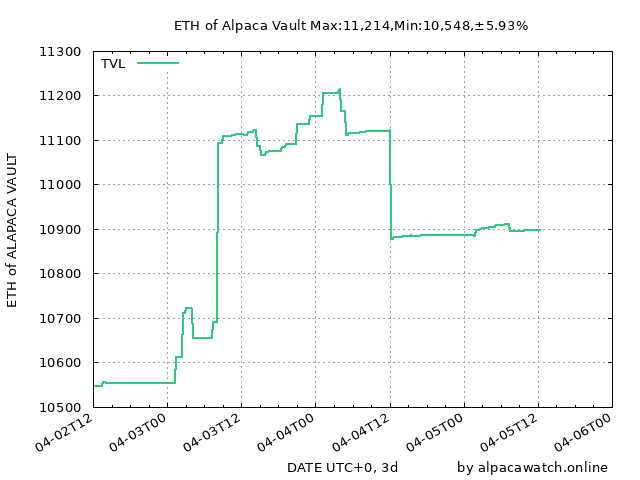 ETH of Alpaca Vault Max:11,214,Min:10,548,±5.93%
TVL
ETH of ALAPACA VAULT
11300
11200
11100
11000
10900
10800
10700
10600
10500
04-02T12
04-03T00
04-03T12
04-04T00
04-04T12
04-05T00
04-05T12
04-06T00
DATE UTC+0, 3d
by alpacawatch.online